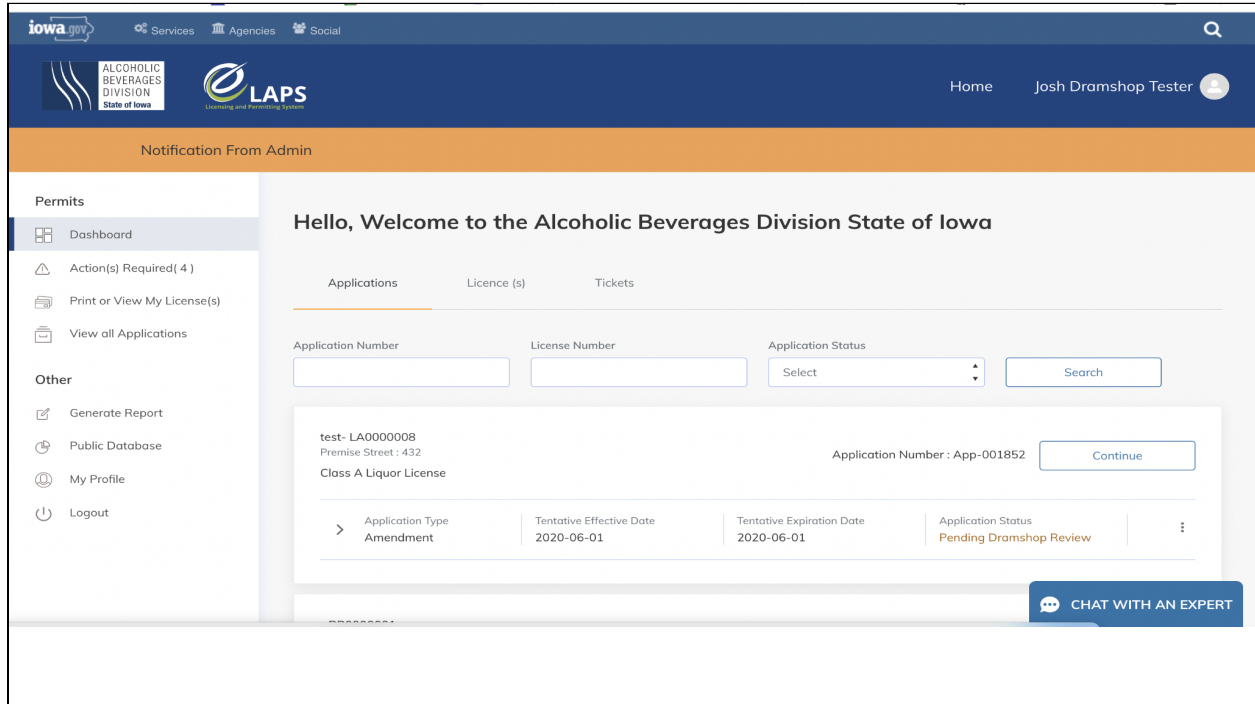 iowa.gov Services Agencies Social
ALCOHOLIC
BEVERAGES
DIVISION
State of Iowa
eLAPS
Licensing and Permitting System
Home Josh Dramshop Tester
Notification From Admin
Permits
Dashboard
Action(s) Required( 4 )
Print or View My License(s)
View all Applications
Other
Generate Report
Public Database
My Profile
Logout
Hello, Welcome to the Alcoholic Beverages Division State of Iowa
Applications Licence (s) Tickets
Application Number License Number Application Status
Select Search
test- LA0000008
Premise Street : 432
Class A Liquor License
Application Number : App-001852 Continue
Application Type Tentative Effective Date Tentative Expiration Date Application Status
Amendment 2020-06-01 2020-06-01 Pending Dramshop Review
CHAT WITH AN EXPERT